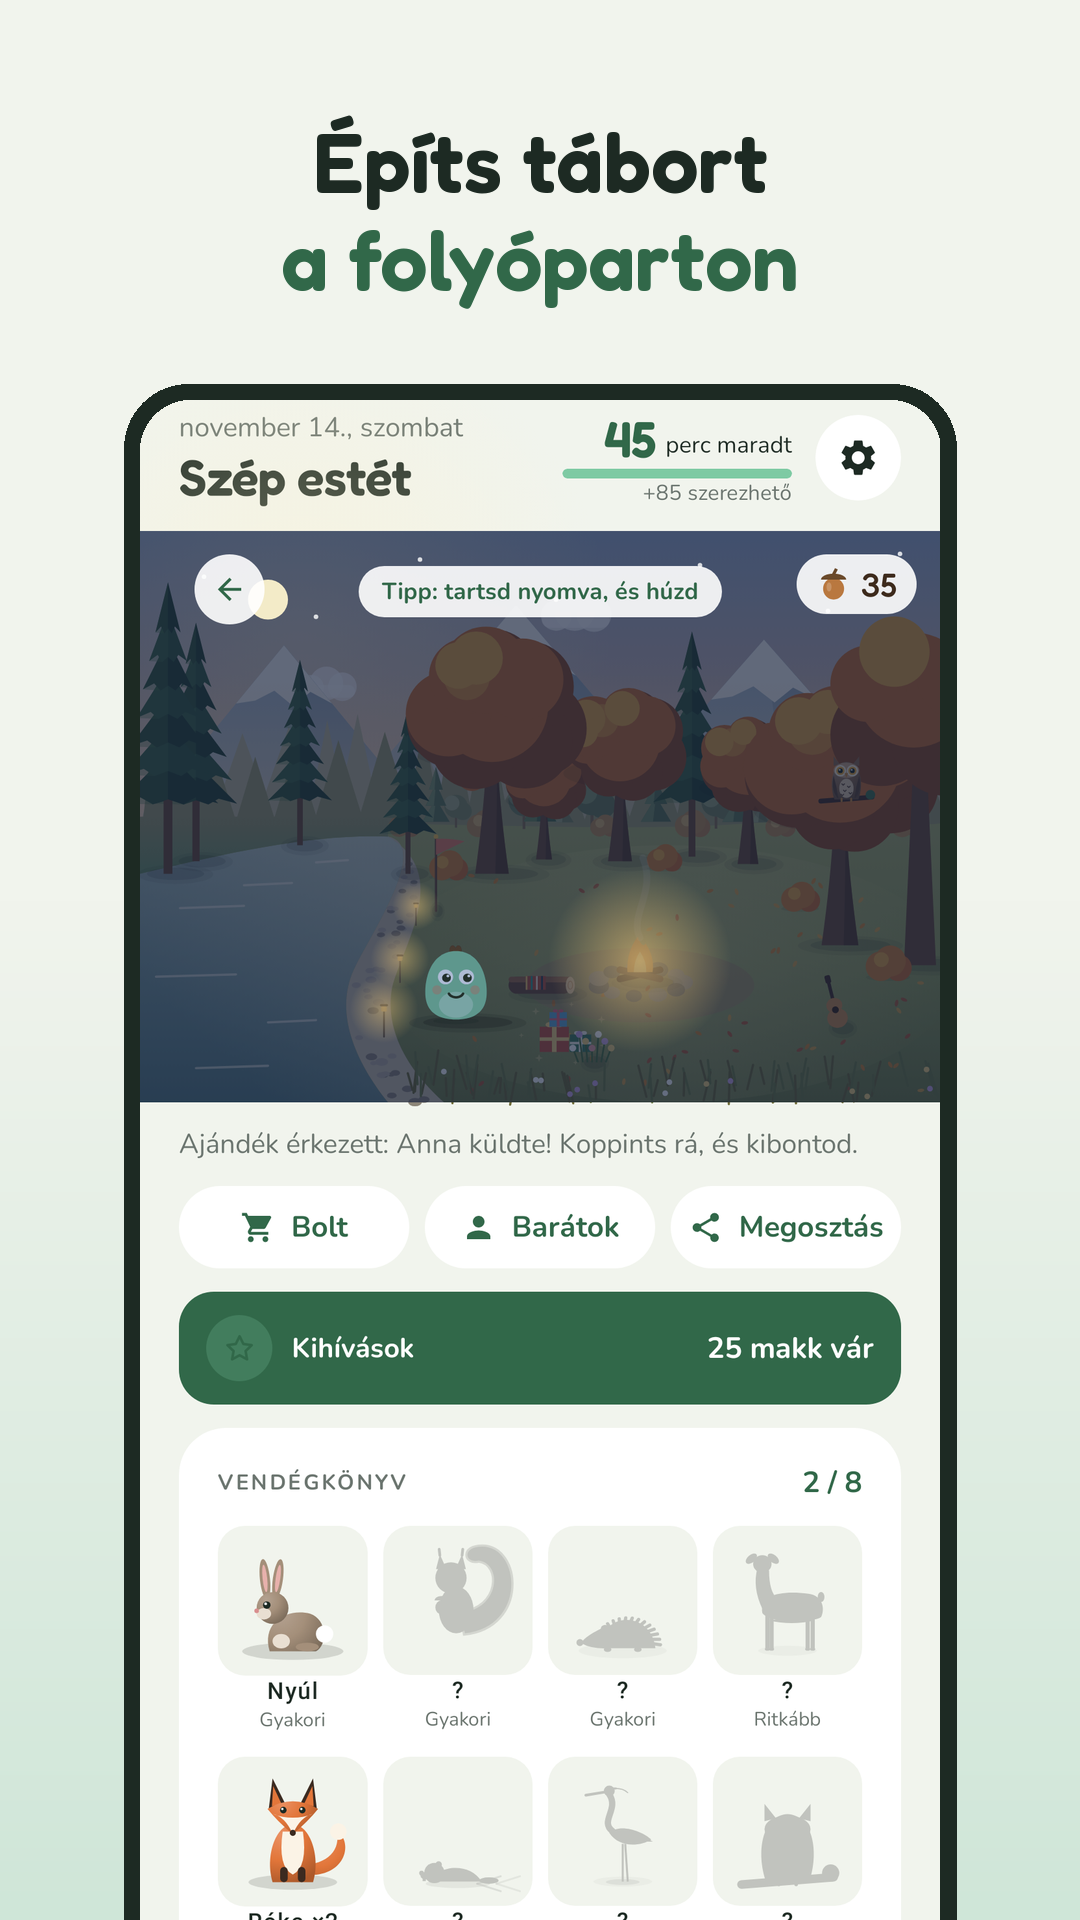 Építs tábort
a folyóparton
november 14., szombat
Szép estét
45 perc maradt
+85 szerezhető
Tipp: tartsd nyomva, és húzd
35
Ajándék érkezett: Anna küldte! Koppints rá, és kibontod.
Bolt
Barátok
Megosztás
Kihívások
25 makk vár
VENDÉGKÖNYV
2 / 8
Nyúl
?
?
?
Gyakori
Gyakori
Gyakori
Ritkább
Róka x2
?
?
?